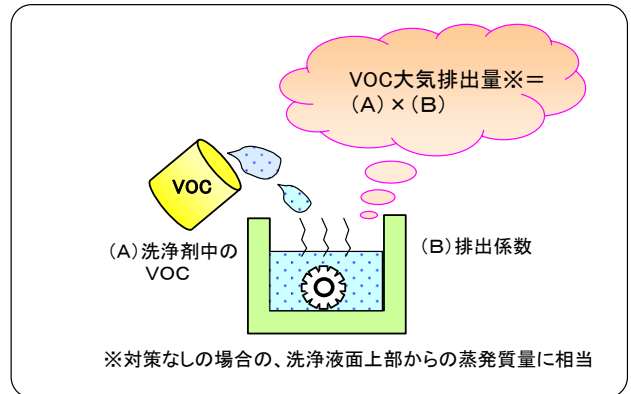 VOC大気排出量※＝
(A)×(B)
VOC
(A)洗浄剤中の
VOC
(B)排出係数
※対策なしの場合の、洗浄液面上部からの蒸発質量に相当